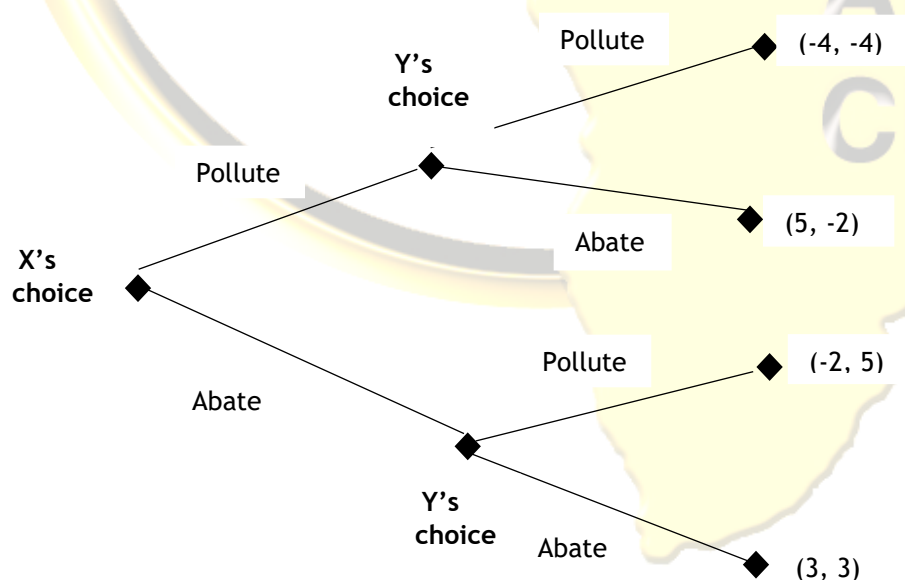 Pollute
(-4, -4)
Y’s
choice
C
Pollute
(5, -2)
Abate
X’s
choice
Pollute
(-2, 5)
Abate
Y’s
choice
Abate
(3, 3)